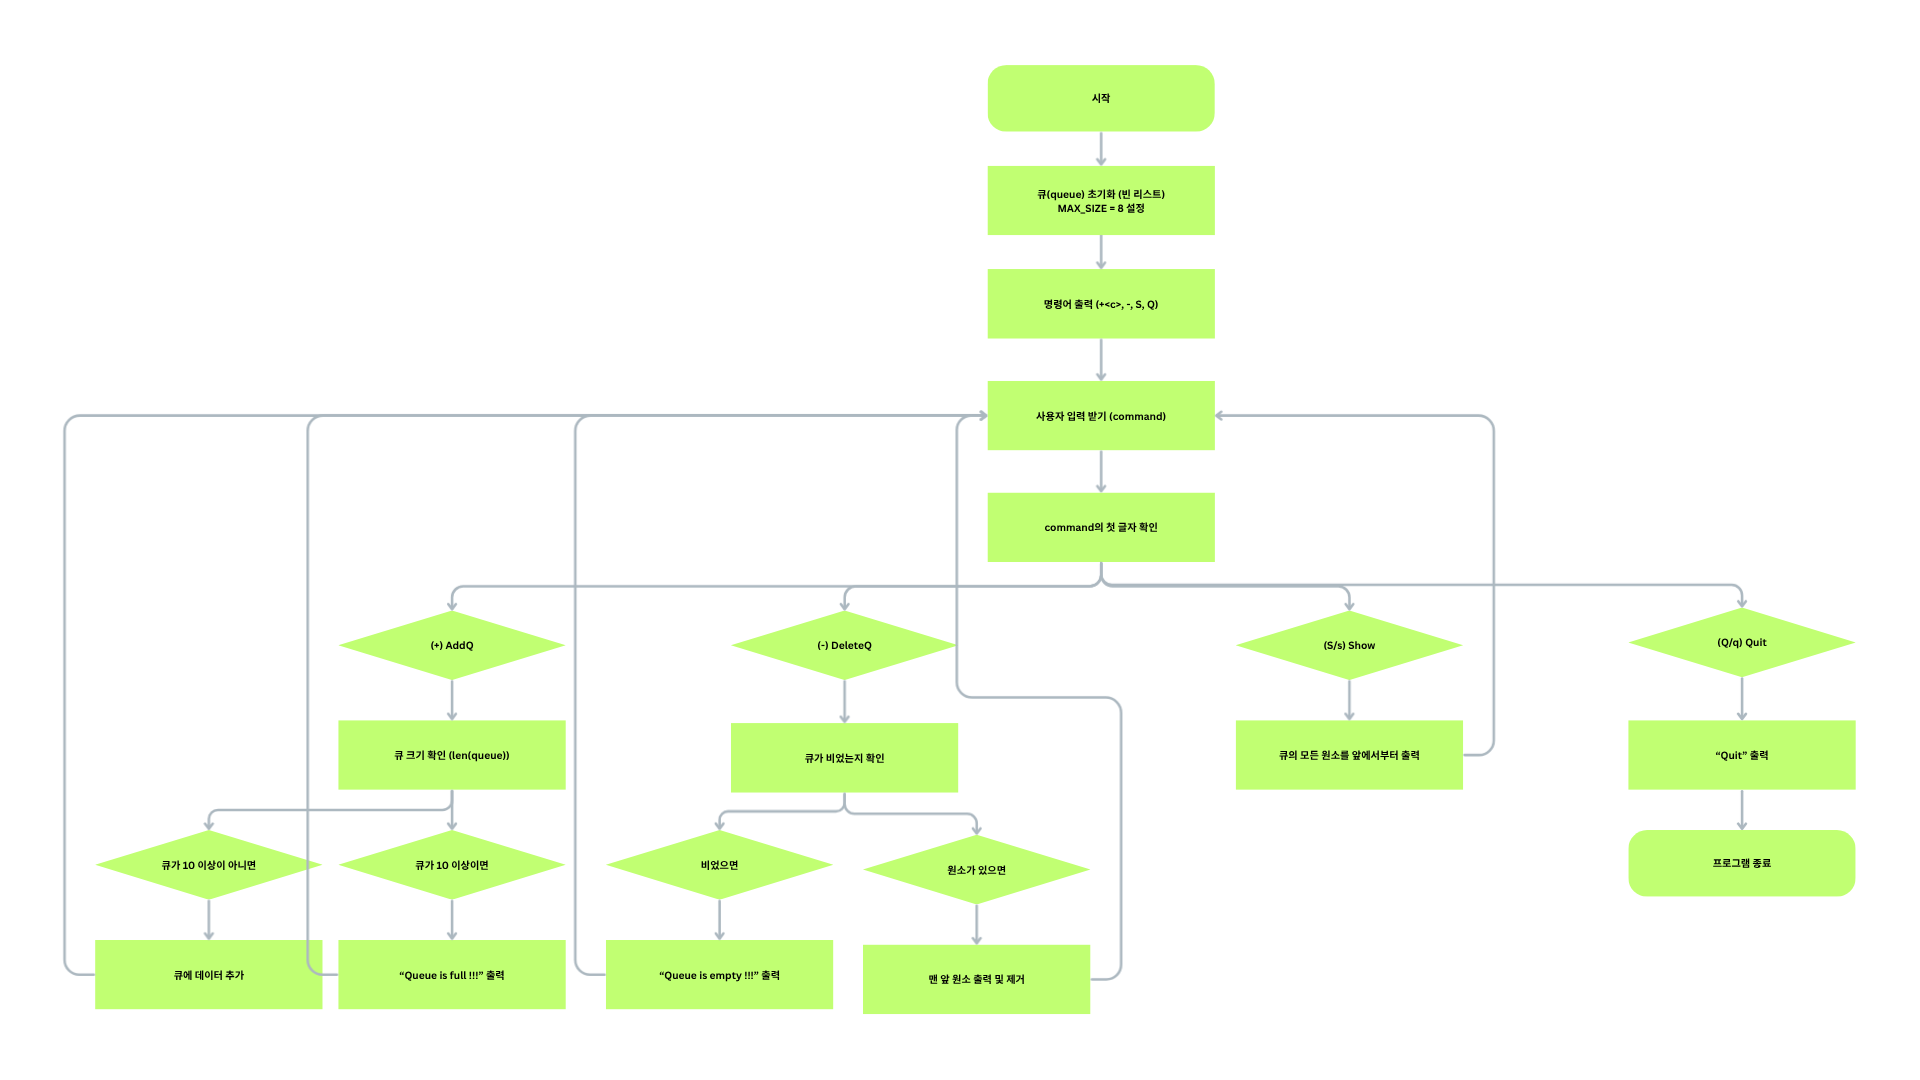 시작
큐(queue) 초기화 (빈 리스트)
MAX_SIZE = 8 설정
명령어 출력 (+<c>, -, S, Q)
사용자 입력 받기 (command)
command의 첫 글자 확인
(+) AddQ
(-) DeleteQ
(S/s) Show
(Q/q) Quit
큐 크기 확인 (len(queue))
큐가 비었는지 확인
큐의 모든 원소를 앞에서부터 출력
“Quit” 출력
큐가 10 이상이 아니면
큐가 10 이상이면
비었으면
원소가 있으면
프로그램 종료
큐에 데이터 추가
“Queue is full !!!” 출력
“Queue is empty !!!” 출력
맨 앞 원소 출력 및 제거